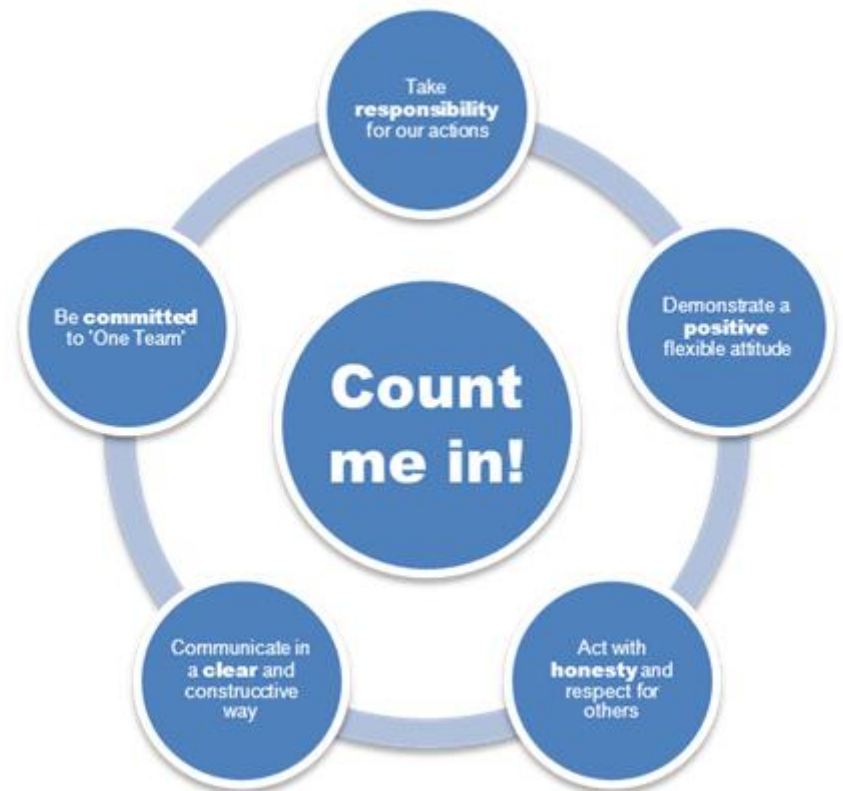 Take
responsibility
for our actions
Demonstrate a
positive
flexible attitude
Act with
honesty and
respect for
others
Communicate in
a clear and
construcctive
way
Be committed
to 'One Team'
Count
me in!